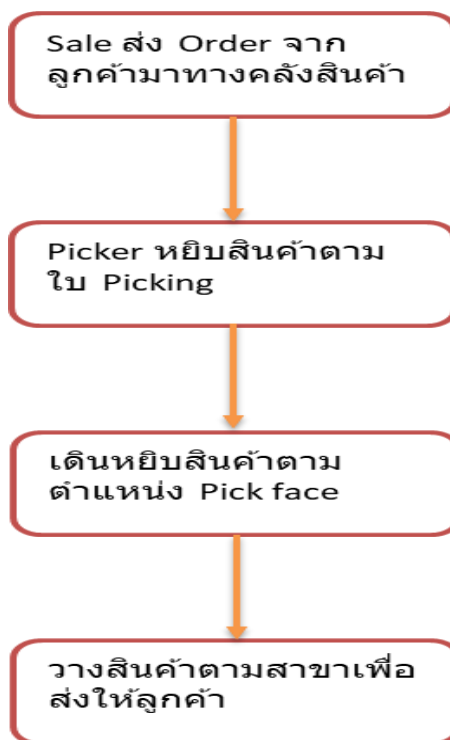 Sale ส่ง Order จาก
ลูกค้ามาทางคลังสินค้า
Picker หยิบสินค้าตาม
ใบ Picking
เดินหยิบสินค้าตาม
ตำแหน่ง Pick face
วางสินค้าตามสาขาเพื่อ
ส่งให้ลูกค้า